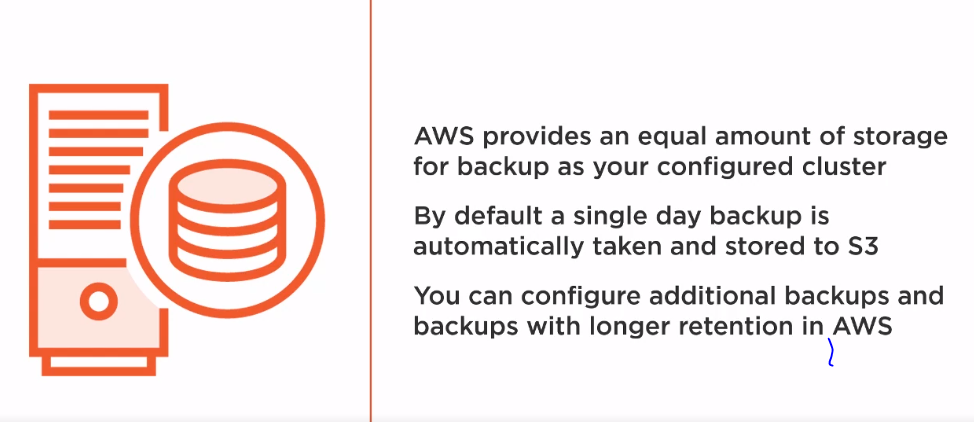 AWS provides an equal amount of storage
for backup as your configured cluster
By default a single day backup is
automatically taken and stored to S3
You can configure additional backups and
backups with longer retention in AWS